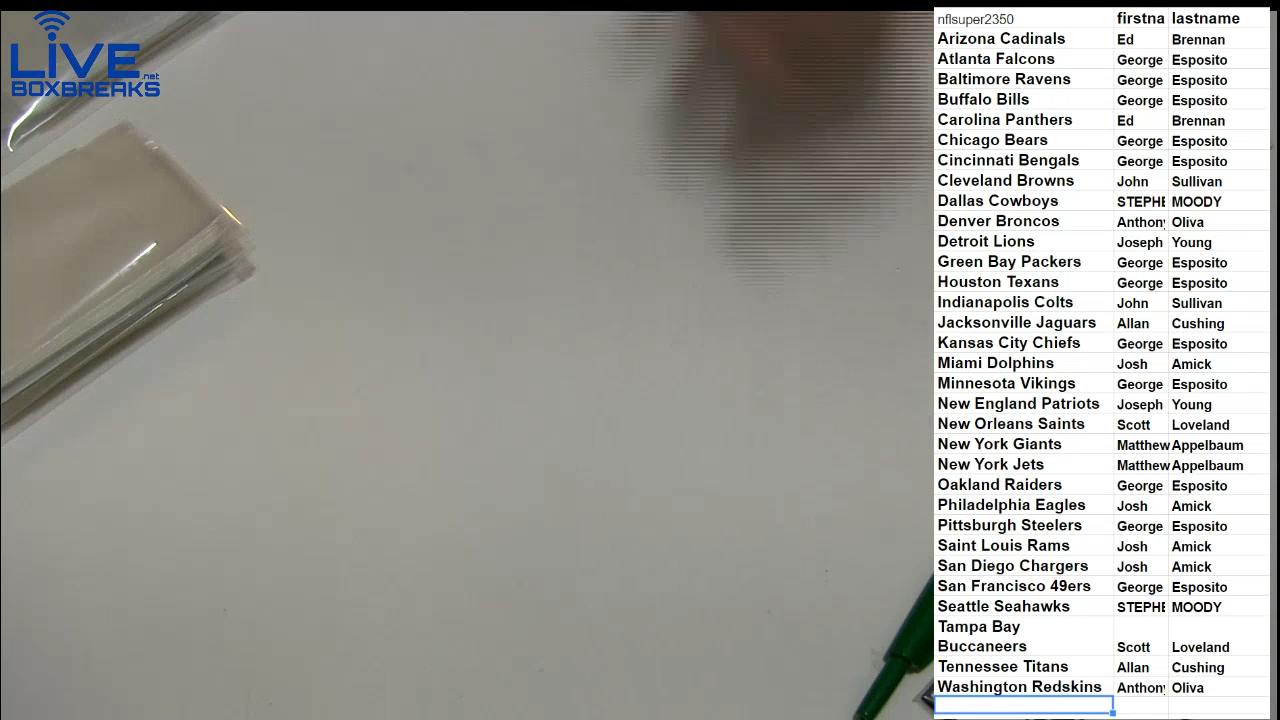 LIVE
.net
BOXBREAKS
nflsuper2350 firstna lastname
Arizona Cadinals Ed Brennan
Atlanta Falcons George Esposito
Baltimore Ravens George Esposito
Buffalo Bills George Esposito
Carolina Panthers Ed Brennan
Chicago Bears George Esposito
Cincinnati Bengals George Esposito
Cleveland Browns John Sullivan
Dallas Cowboys STEPHE MOODY
Denver Broncos Anthony Oliva
Detroit Lions Joseph Young
Green Bay Packers George Esposito
Houston Texans George Esposito
Indianapolis Colts John Sullivan
Jacksonville Jaguars Allan Cushing
Kansas City Chiefs George Esposito
Miami Dolphins Josh Amick
Minnesota Vikings George Esposito
New England Patriots Joseph Young
New Orleans Saints Scott Loveland
New York Giants Matthew Appelbaum
New York Jets Matthew Appelbaum
Oakland Raiders George Esposito
Philadelphia Eagles Josh Amick
Pittsburgh Steelers George Esposito
Saint Louis Rams Josh Amick
San Diego Chargers Josh Amick
San Francisco 49ers George Esposito
Seattle Seahawks STEPHE MOODY
Tampa Bay
Buccaneers Scott Loveland
Tennessee Titans Allan Cushing
Washington Redskins Anthony Oliva